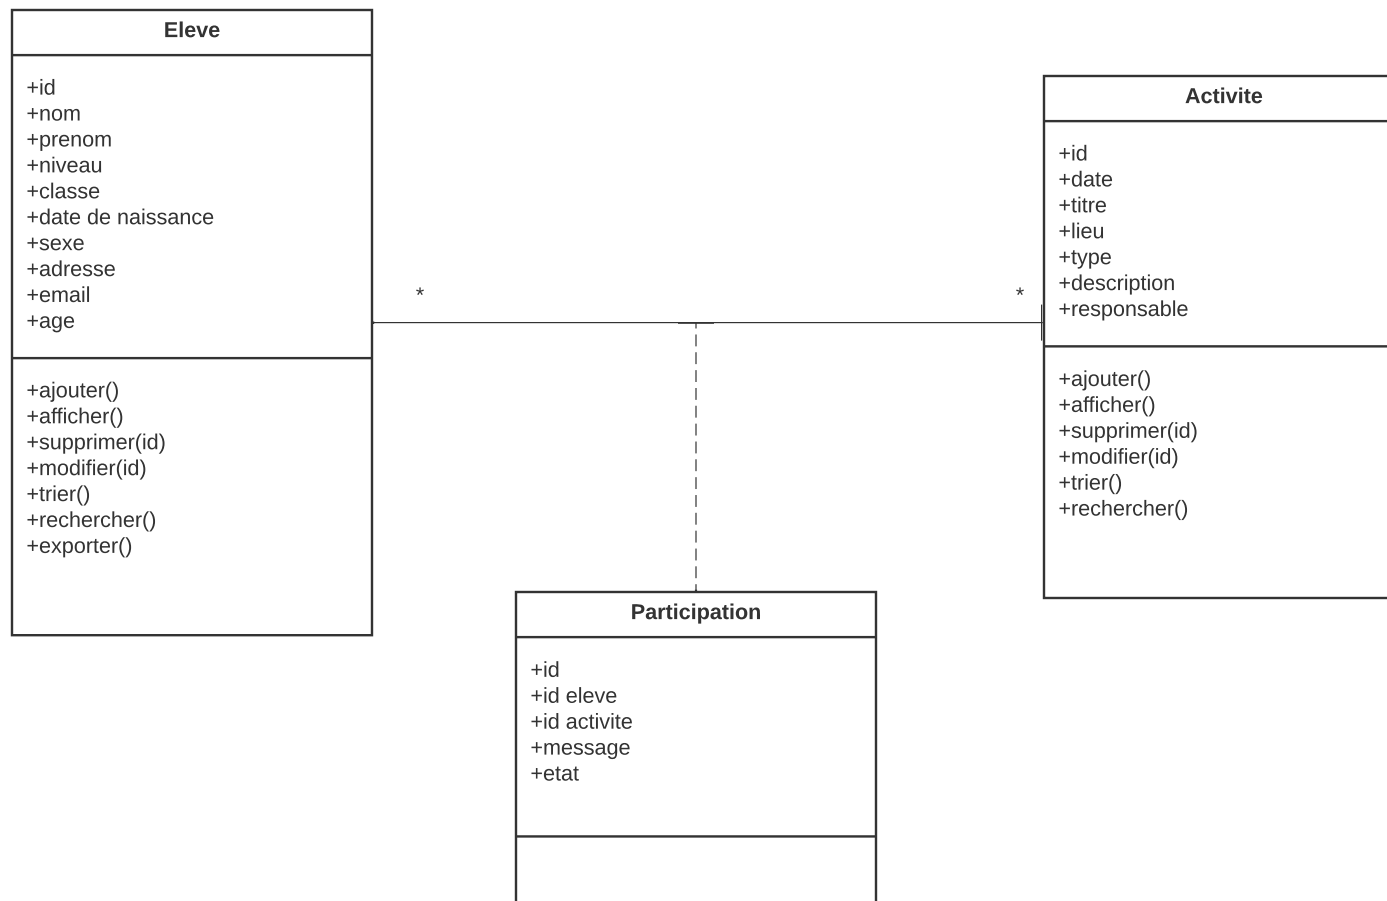 Eleve
+id
+nom
+prenom
+niveau
+classe
+date de naissance
+sexe
+adresse
+email
+age
+ajouter()
+afficher()
+supprimer(id)
+modifier(id)
+trier()
+rechercher()
+exporter()
*
*
Activite
+id
+date
+titre
+lieu
+type
+description
+responsable
+ajouter()
+afficher()
+supprimer(id)
+modifier(id)
+trier()
+rechercher()
Participation
+id
+id eleve
+id activite
+message
+etat